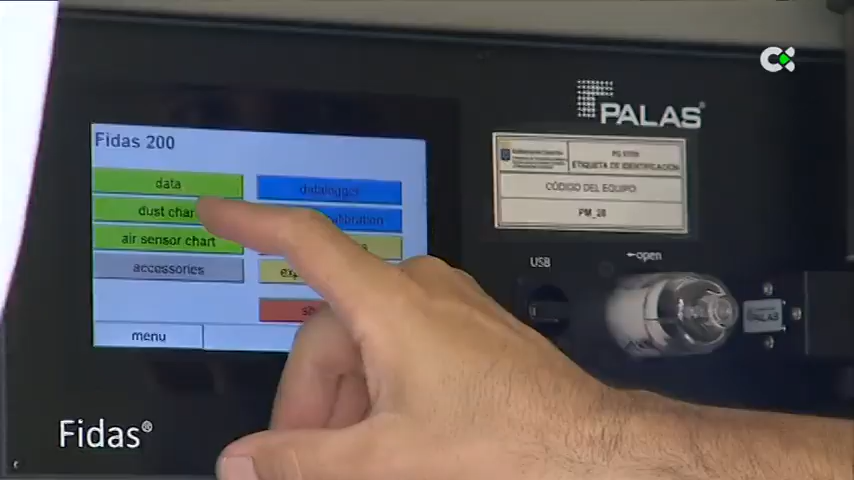 PALAS®
Fidas 200
data
datalogger
dust char
alibration
air sensor chart
accessories
menu
ETIQUETA DE IDENTIFICACIÓN
CÓDIGO DEL EQUIPO
PM_28
USB
←open
PALAS
Fidas®